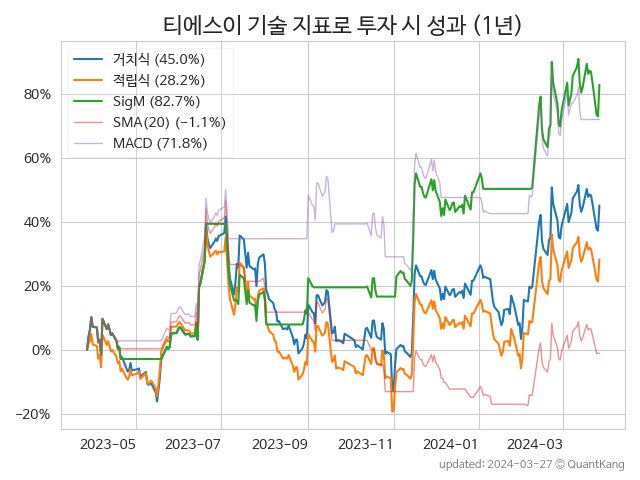 티에스이 기술 지표로 투자 시 성과 (1년)
거치식 (45.0%)
적립식 (28.2%)
SigM (82.7%)
SMA(20) (−1.1%)
MACD (71.8%)
80%
60%
40%
20%
0%
−20%
2023-05 2023-07 2023-09 2023-11 2024-01 2024-03
updated: 2024-03-27 © QuantKang